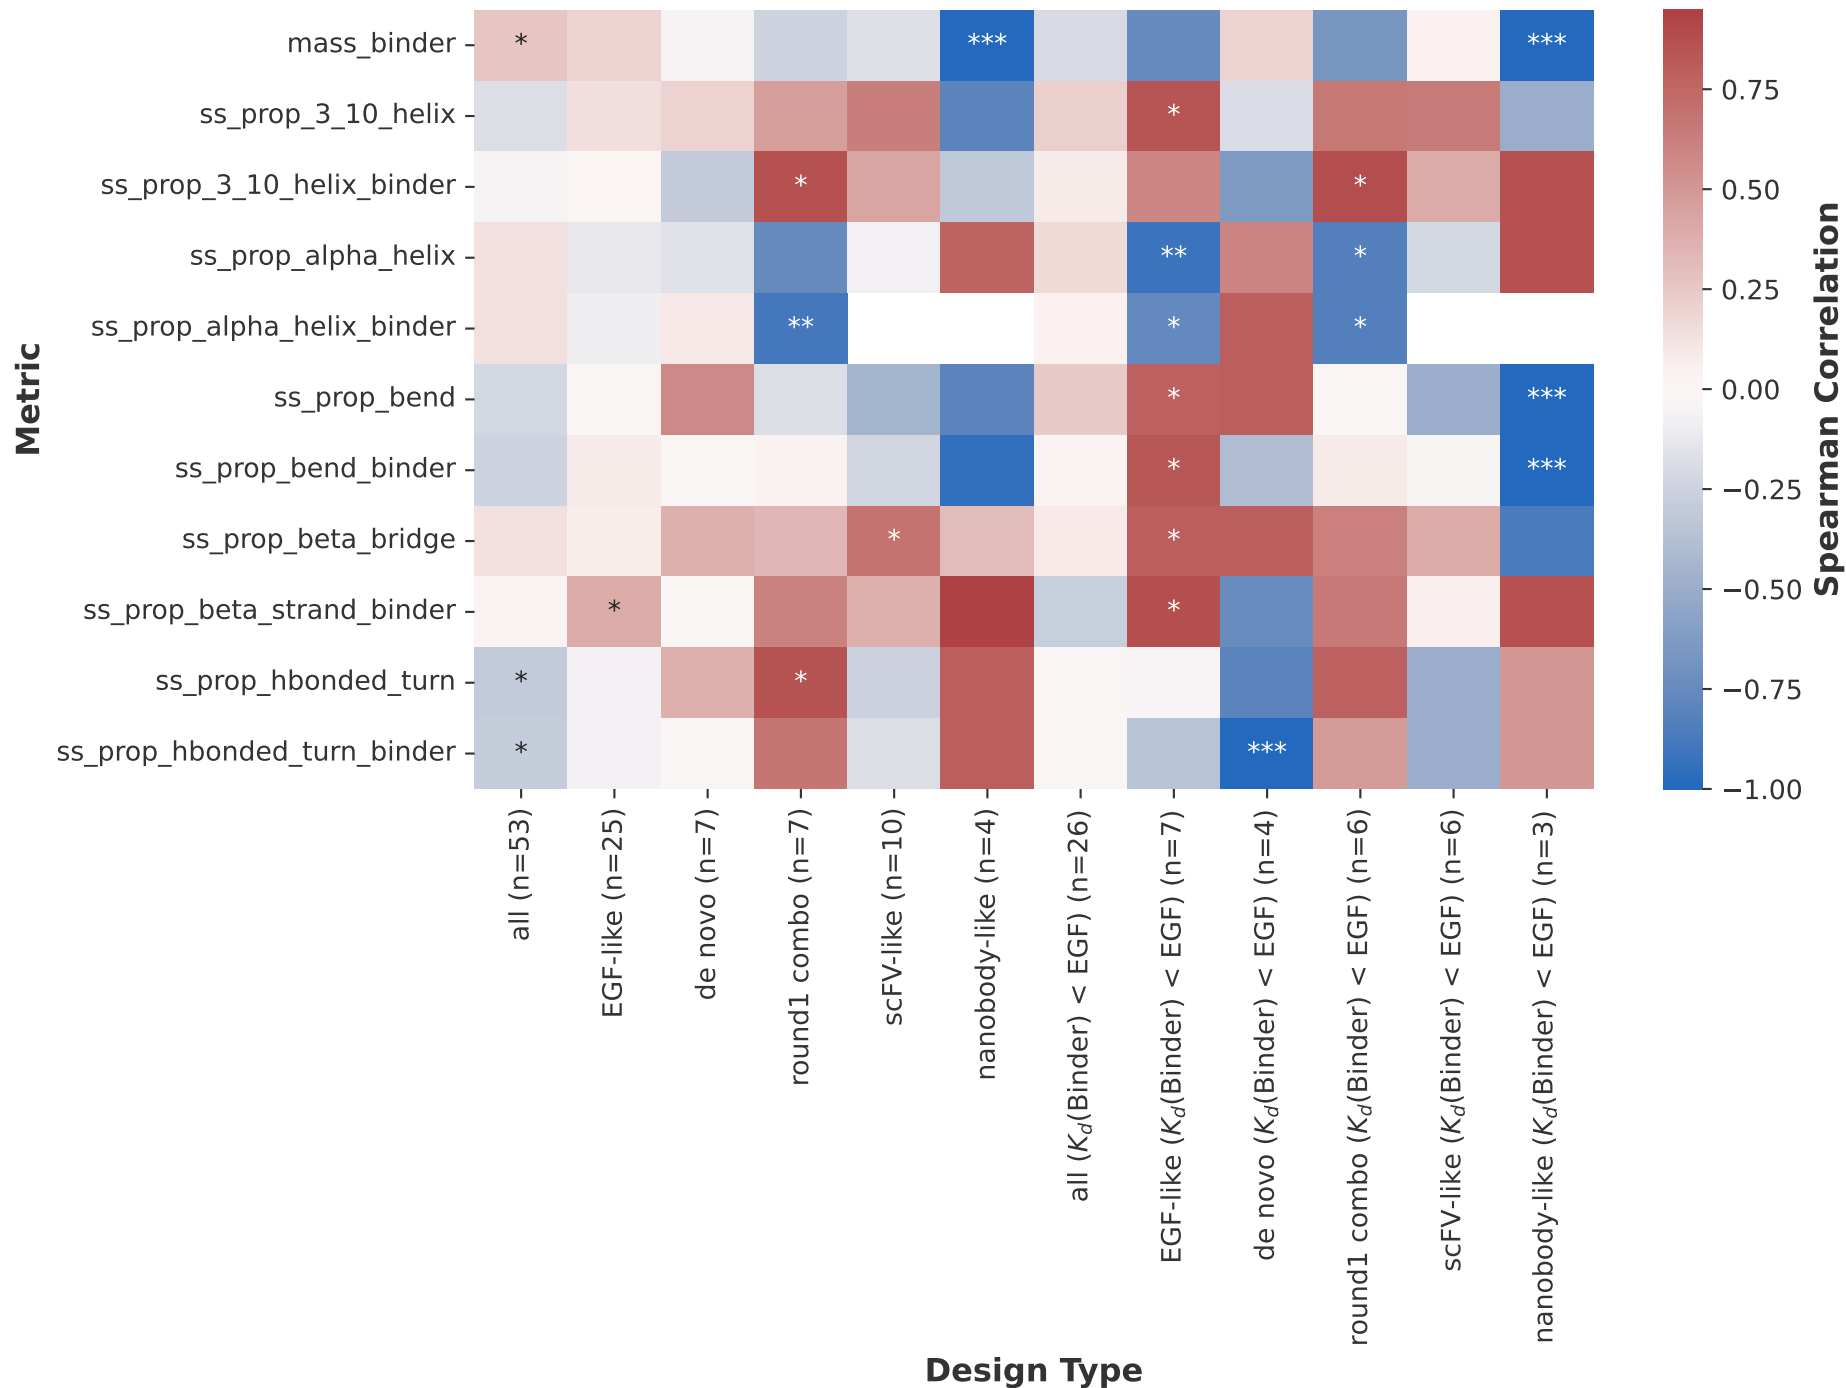 Metric
mass_binder
ss_prop_3_10_helix
ss_prop_3_10_helix_binder
ss_prop_alpha_helix
ss_prop_alpha_helix_binder
ss_prop_bend
ss_prop_bend_binder
ss_prop_beta_bridge
ss_prop_beta_strand_binder
ss_prop_hbonded_turn
ss_prop_hbonded_turn_binder
* *** ***
*
* *
** *
** * *
* ***
* ***
* *
* *
* *
* ***
all (n=53)
EGF-like (n=25)
de novo (n=7)
round1 combo (n=7)
scFV-like (n=10)
nanobody-like (n=4)
all (K_d(Binder) < EGF) (n=26)
EGF-like (K_d(Binder) < EGF) (n=7)
de novo (K_d(Binder) < EGF) (n=4)
round1 combo (K_d(Binder) < EGF) (n=6)
scFV-like (K_d(Binder) < EGF) (n=6)
nanobody-like (K_d(Binder) < EGF) (n=3)
Design Type
0.75
0.50
0.25
0.00
−0.25
−0.50
−0.75
−1.00
Spearman Correlation